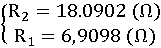 R₂ = 18.0902 (Ω)
R₁ = 6,9098 (Ω)